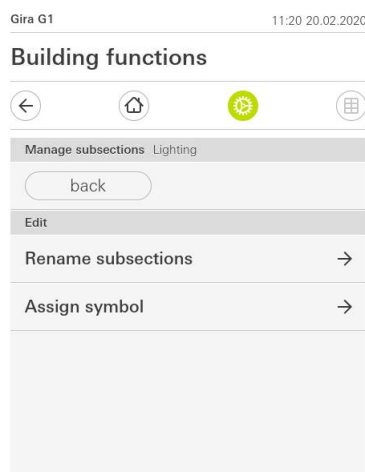 Gira G1 11:20 20.02.2020
Building functions
Manage subsections Lighting
back
Edit
Rename subsections
Assign symbol